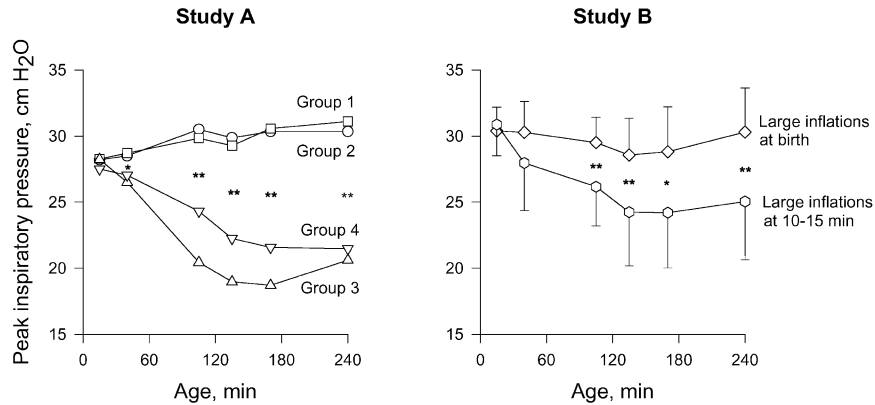 Study A
Study B
Peak inspiratory pressure, cm H2O
35
30
25
20
15
0
60
120
180
240
Age, min
Group 1
Group 2
Group 4
Group 3
*
**
**
**
**
35
30
25
20
15
0
60
120
180
240
Age, min
Large inflations
at birth
Large inflations
at 10-15 min
**
**
*
**